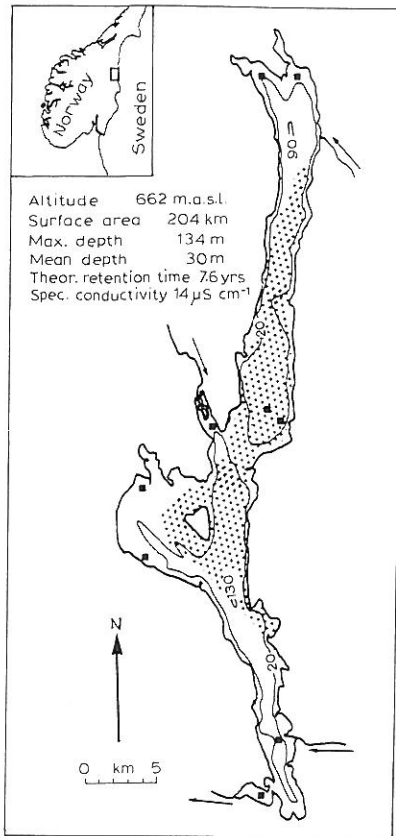 Norway
Sweden
Altitude 662 m.a.s.l.
Surface area 204 km
Max. depth 134 m
Mean depth 30 m
Theor. retention time 7.6 yrs
Spec. conductivity 14 µS cm⁻¹
90
20
130
20
N
0 km 5